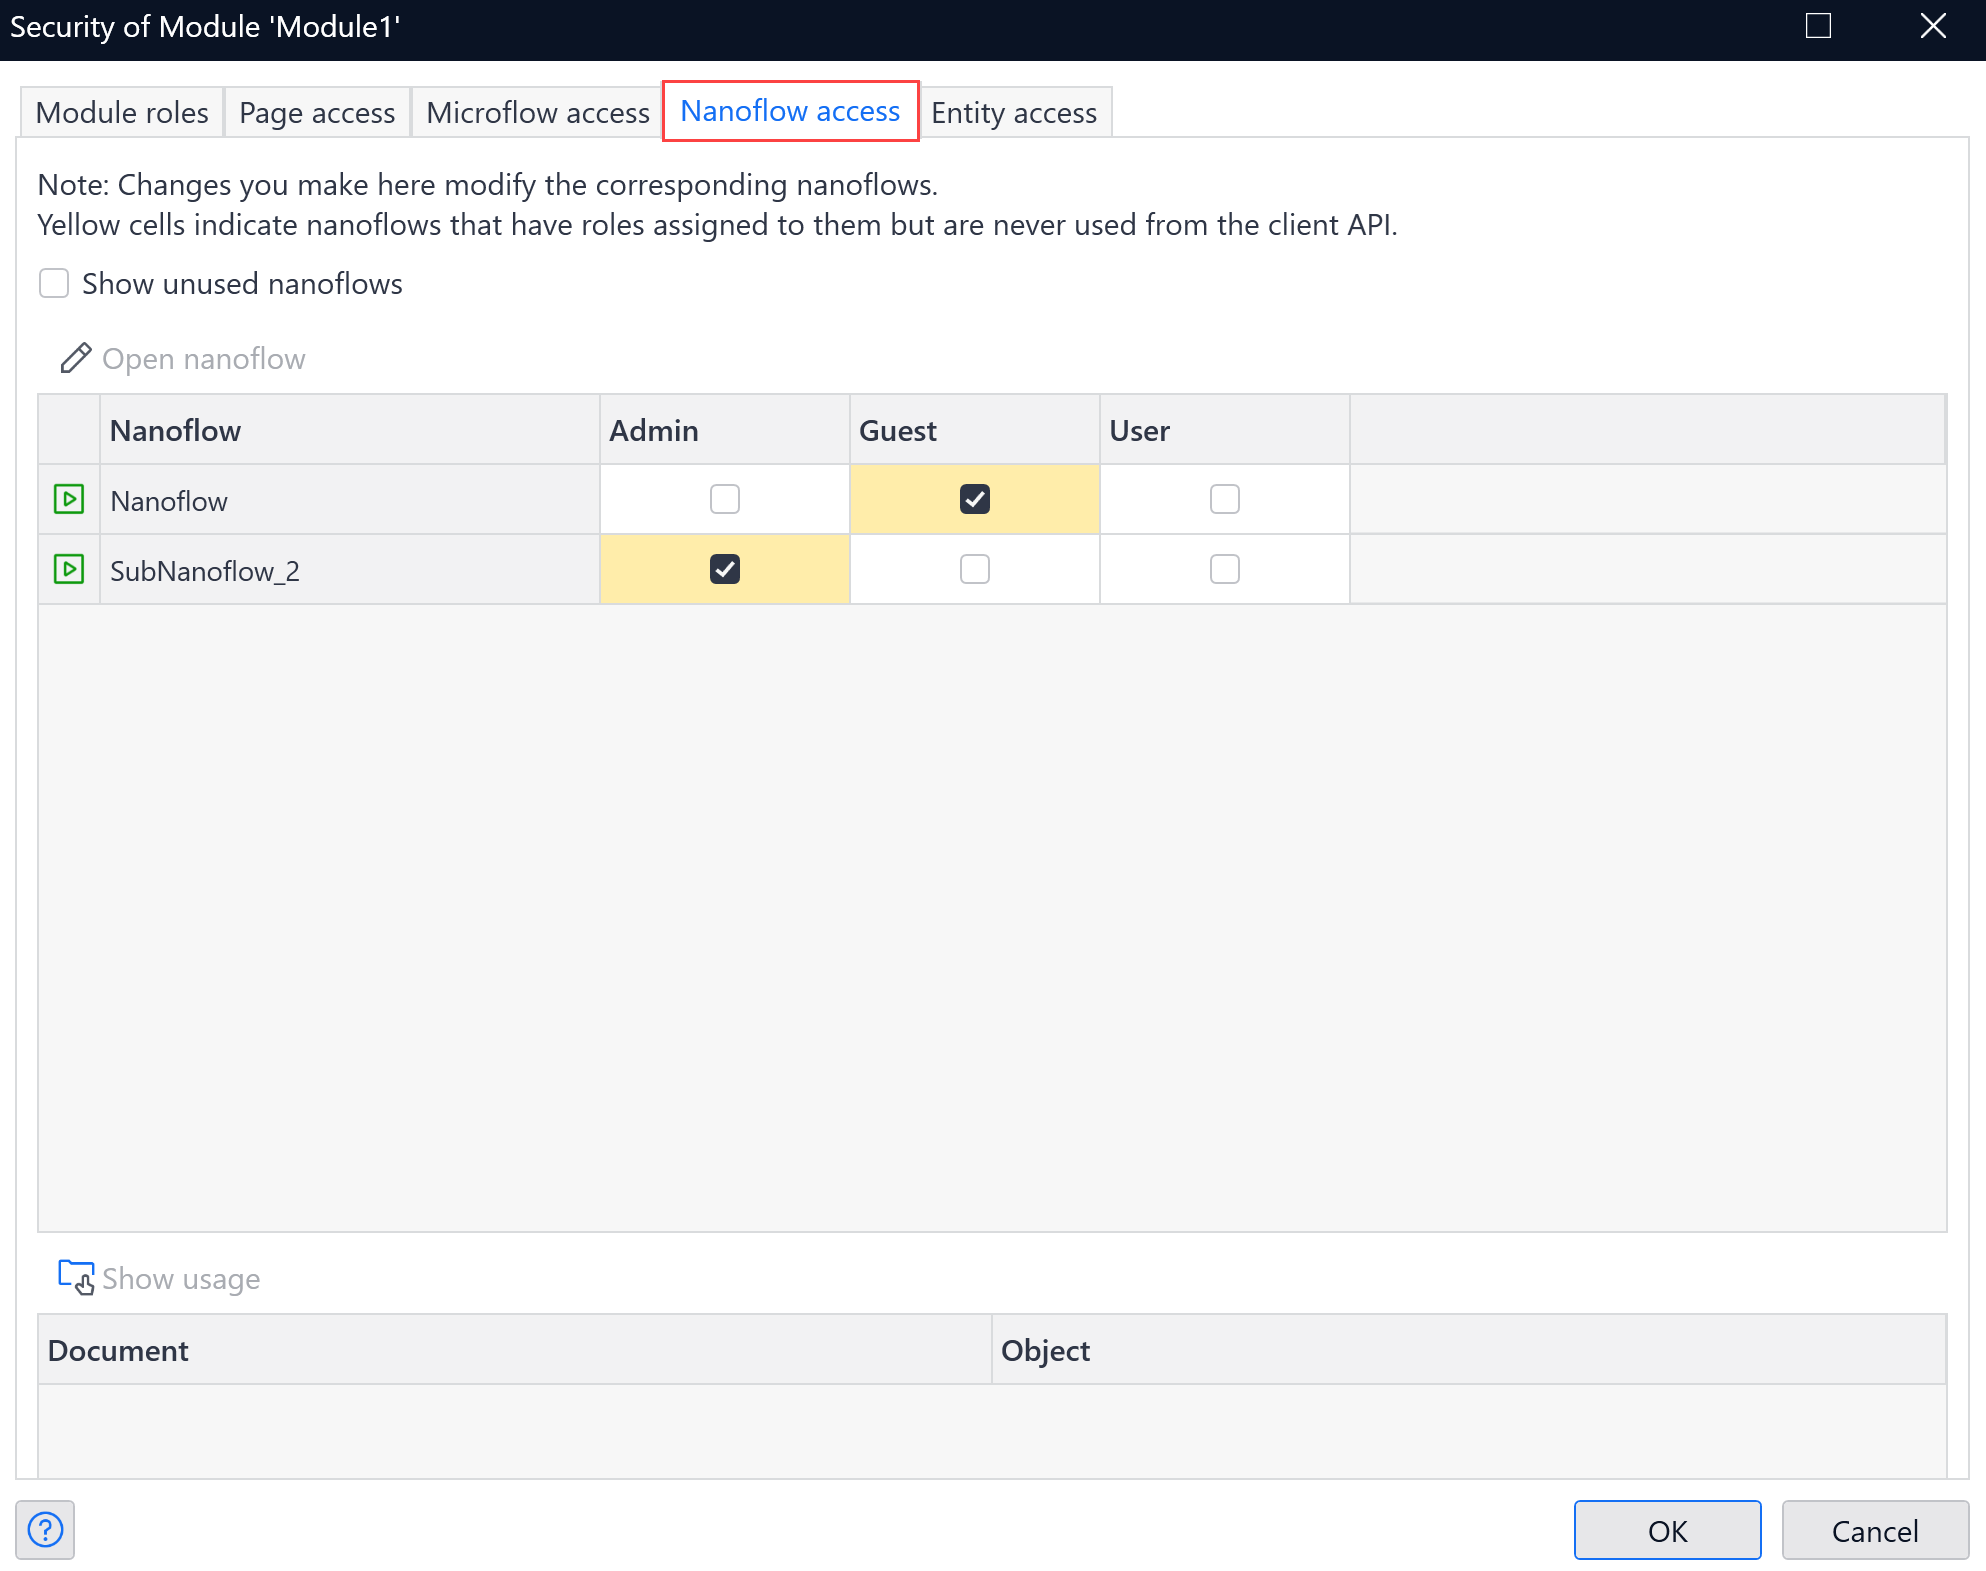 Security of Module 'Module1'
Module roles Page access Microflow access Nanoflow access Entity access
Note: Changes you make here modify the corresponding nanoflows.
Yellow cells indicate nanoflows that have roles assigned to them but are never used from the client API.
Show unused nanoflows
Open nanoflow
Nanoflow Admin Guest User
Nanoflow
SubNanoflow_2
Show usage
Document Object
? OK Cancel